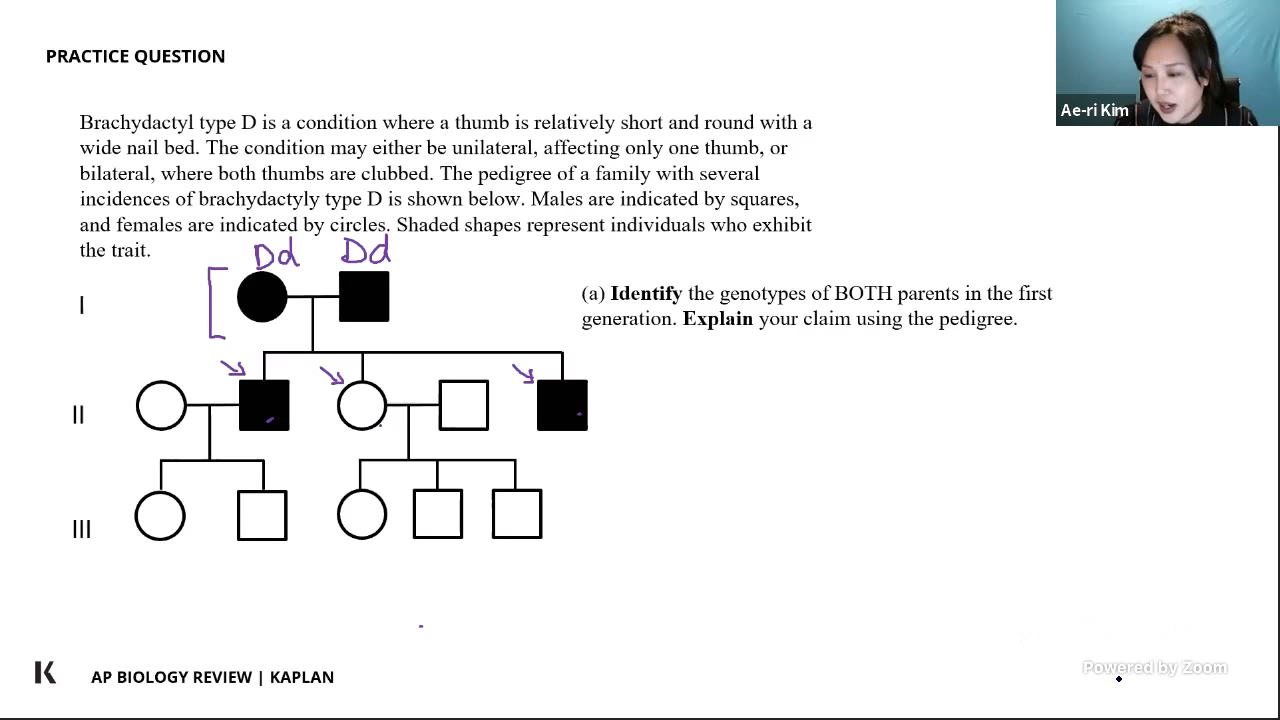 PRACTICE QUESTION
Ae-ri Kim
Brachydactyl type D is a condition where a thumb is relatively short and round with a
wide nail bed. The condition may either be unilateral, affecting only one thumb, or
bilateral, where both thumbs are clubbed. The pedigree of a family with several
incidences of brachydactyly type D is shown below. Males are indicated by squares,
and females are indicated by circles. Shaded shapes represent individuals who exhibit
the trait.
Dd Dd
I
(a) Identify the genotypes of BOTH parents in the first
generation. Explain your claim using the pedigree.
II
III
K AP BIOLOGY REVIEW | KAPLAN
Powered by Zoom